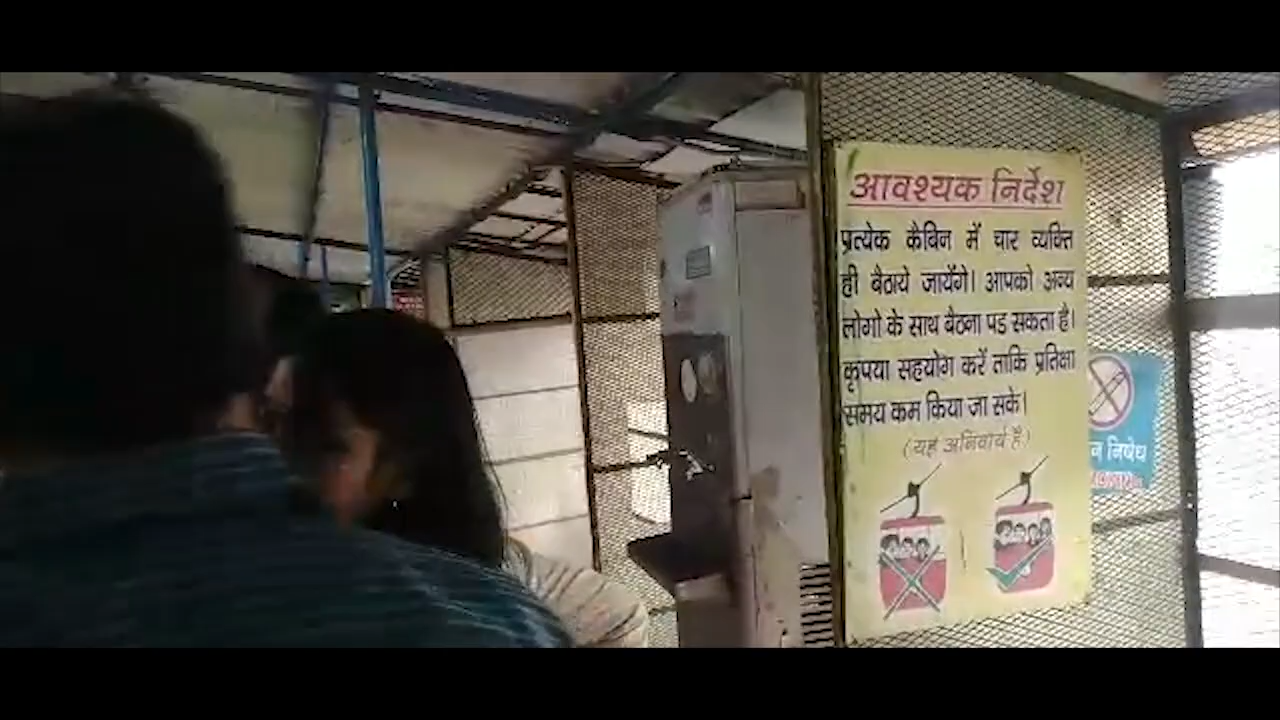 आवश्यक निर्देश
प्रत्येक कैबिन में चार व्यक्ति
ही बैठाये जायेंगे। आपको अन्य
लोगो के साथ बैठना पड सकता है।
कृपया सहयोग करें ताकि प्रतिक्षा
समय कम किया जा सके।
(यह अनिवार्य है)
निषेध